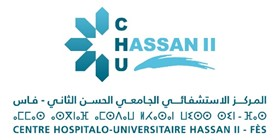 CHU
HASSAN II
المركز الاستشفائي الجامعي الحسن الثاني - فاس
CENTRE HOSPITALO-UNIVERSITAIRE HASSAN II - FÈS